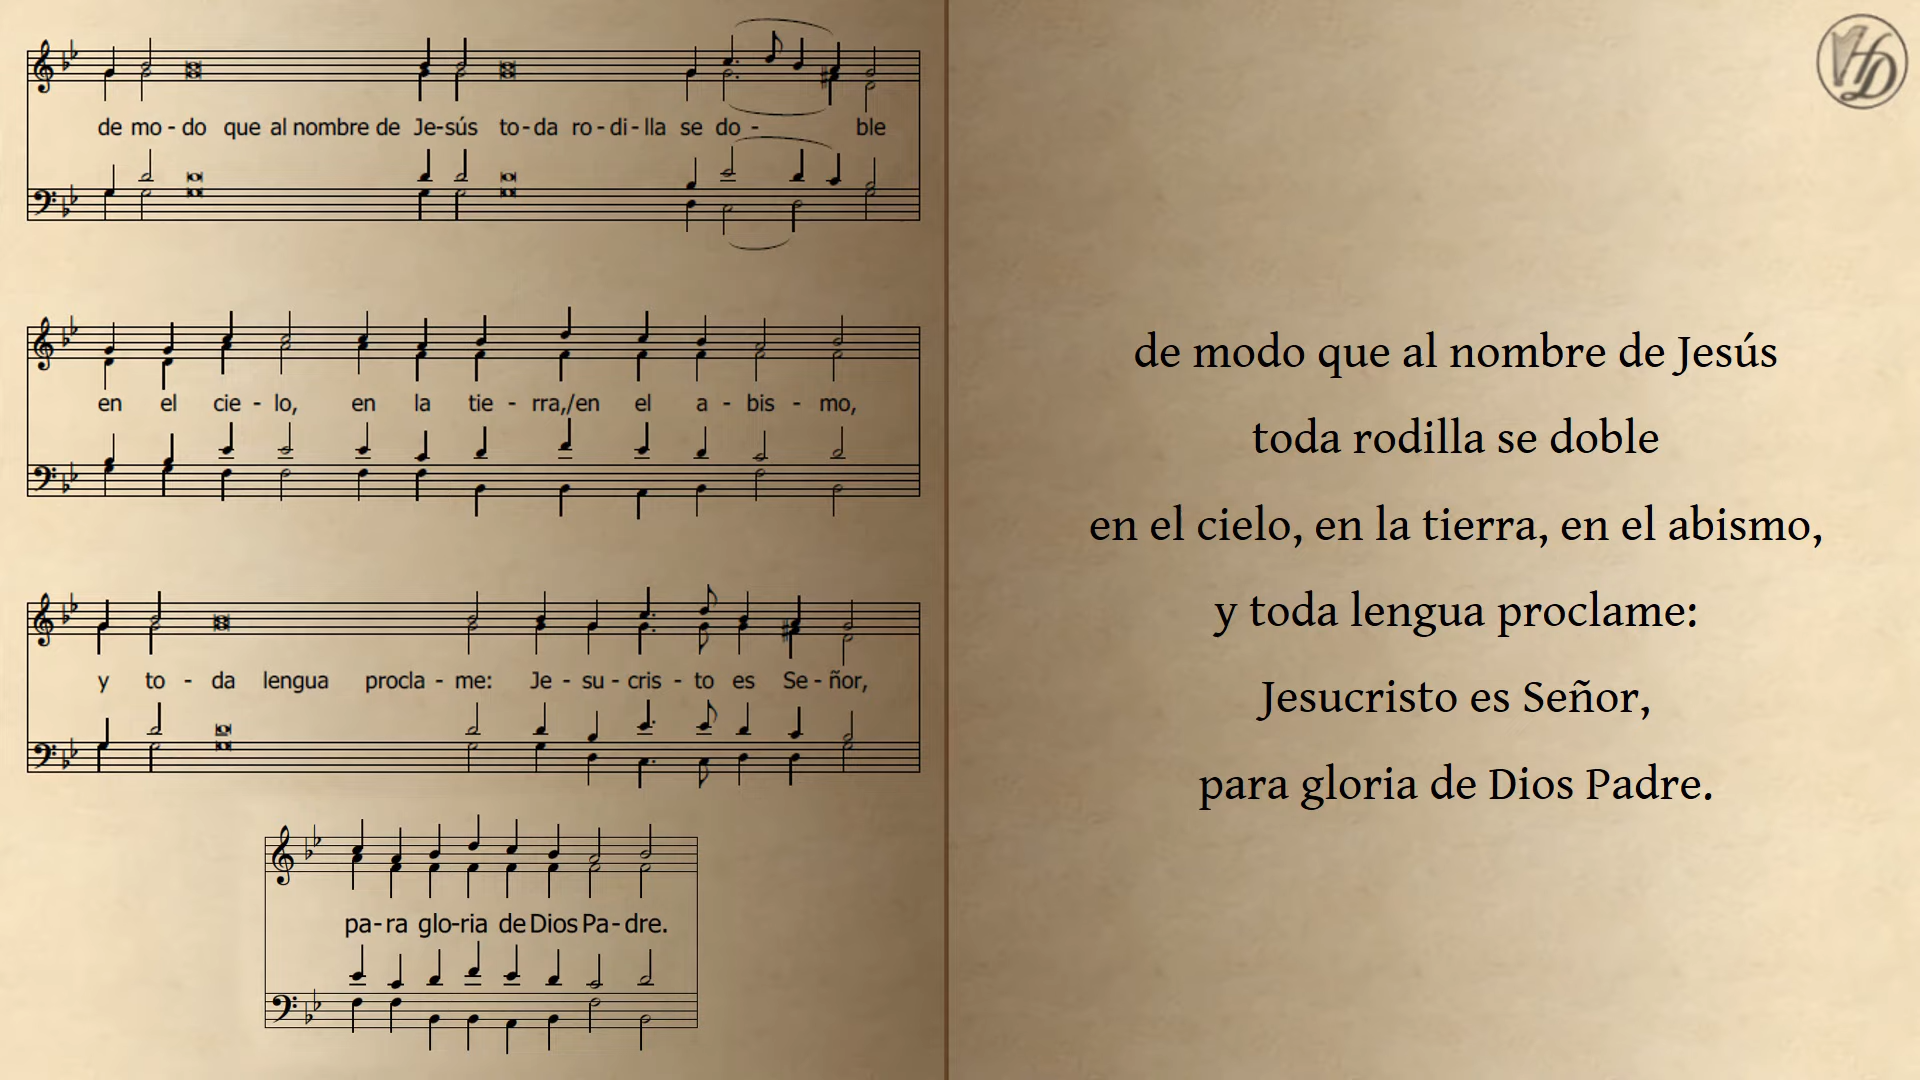 de mo - do que al nombre de Je-sús to-da ro-di-lla se do - ble
en el cie - lo, en la tie - rra,/en el a - bis - mo,
y to - da lengua procla - me: Je - su - cris - to es Se - ñor,
pa-ra glo-ria de Dios Pa-dre.
HD
de modo que al nombre de Jesús
toda rodilla se doble
en el cielo, en la tierra, en el abismo,
y toda lengua proclame:
Jesucristo es Señor,
para gloria de Dios Padre.